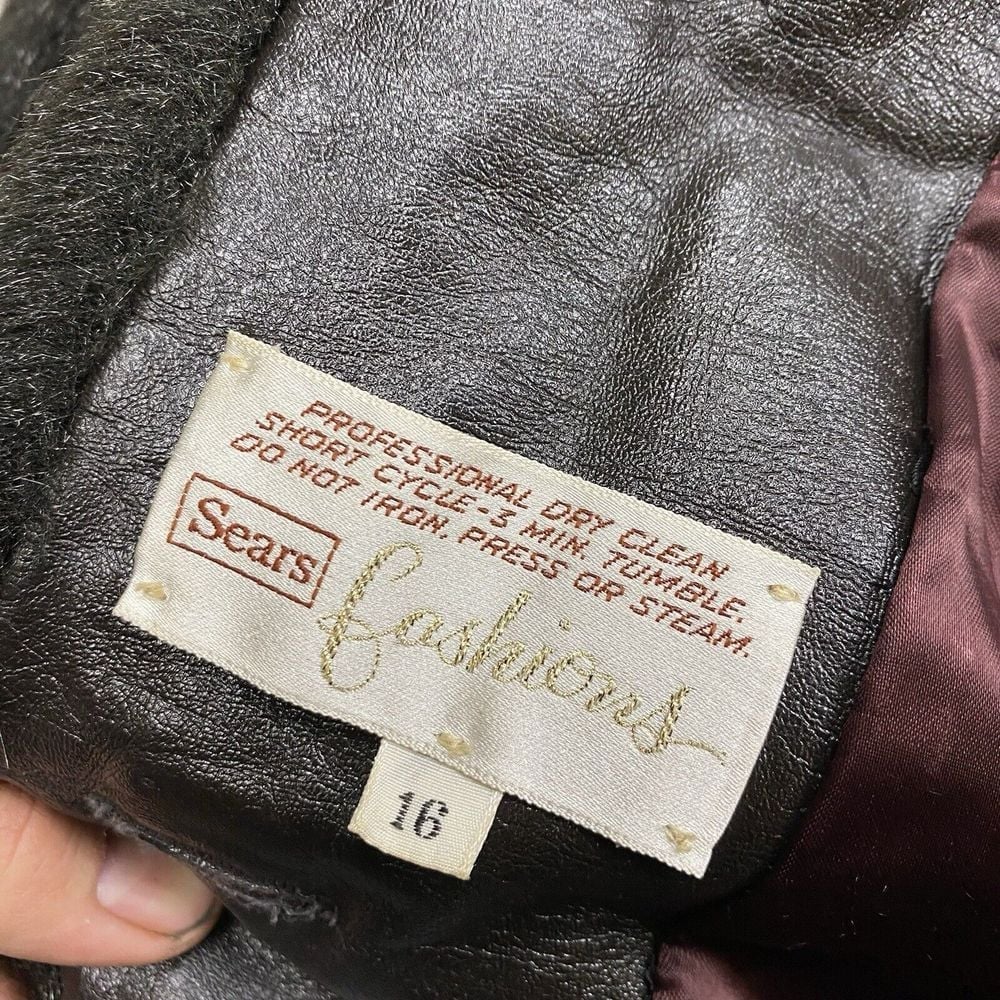 PROFESSIONAL DRY CLEAN
SHORT CYCLE-3 MIN. TUMBLE.
DO NOT IRON, PRESS OR STEAM.
Sears
fashions
16